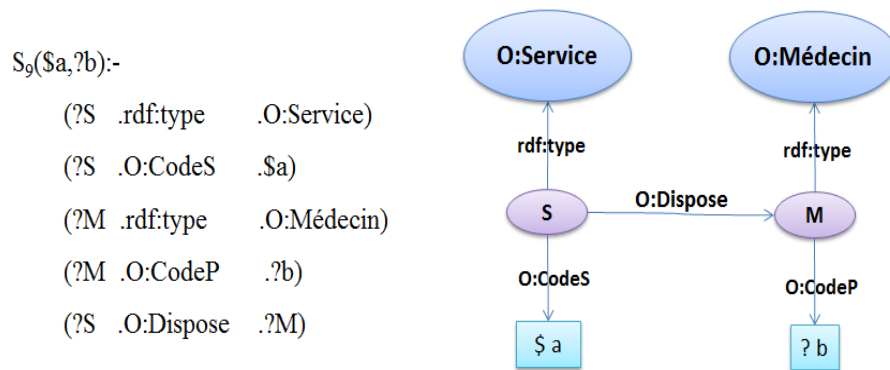 S₉($a,?b):-
(?S .rdf:type .O:Service)
(?S .O:CodeS .$a)
(?M .rdf:type .O:Médecin)
(?M .O:CodeP .?b)
(?S .O:Dispose .?M)
O:Service
O:Médecin
rdf:type
rdf:type
O:Dispose
S
M
O:CodeS
O:CodeP
$ a
? b